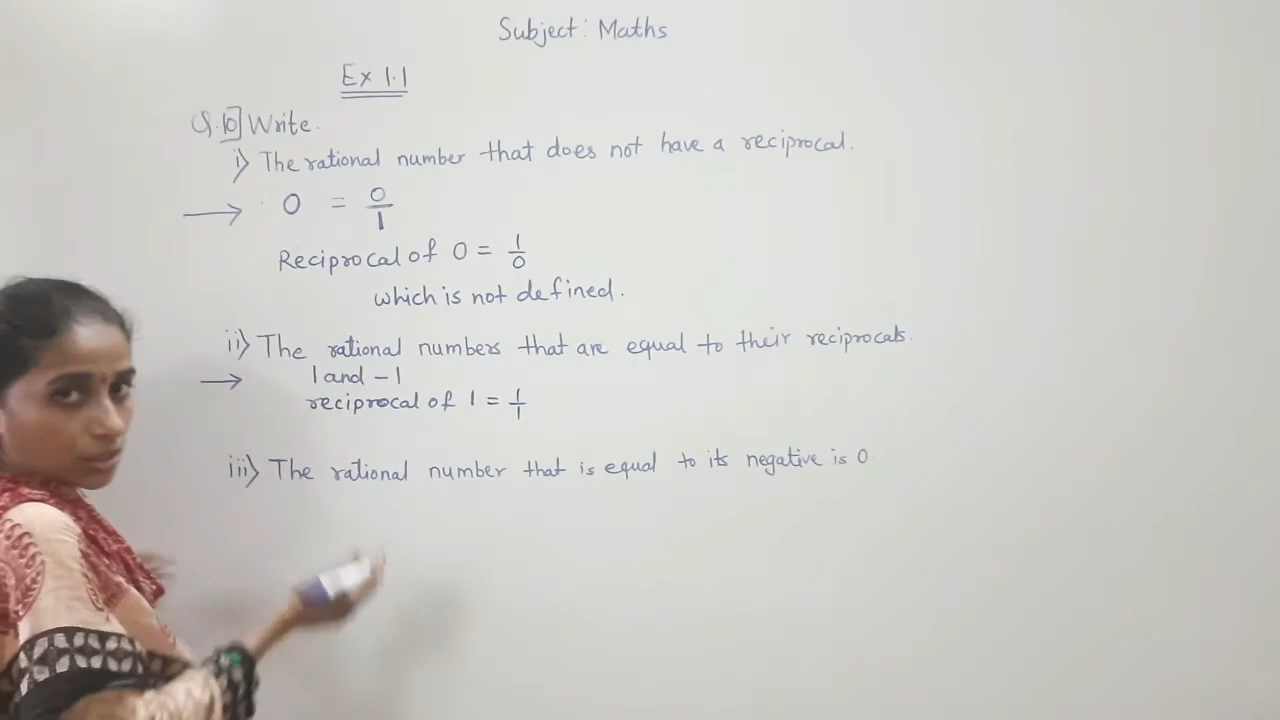 Subject: Maths
Ex 1.1
Q.10] Write.
i) The rational number that does not have a reciprocal.
→ 0 = 0/1
Reciprocal of 0 = 1/0
which is not defined.
ii) The rational numbers that are equal to their reciprocals.
→ 1 and -1
reciprocal of 1 = 1/1
iii) The rational number that is equal to its negative is 0